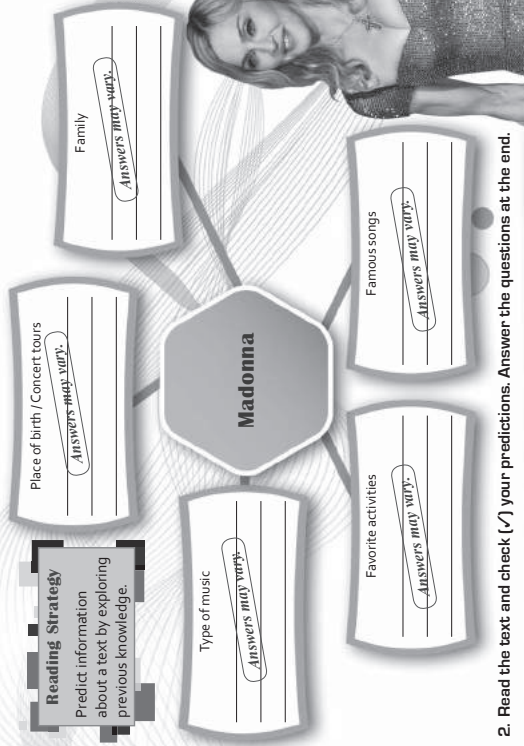 Reading Strategy
Predict information
about a text by exploring
previous knowledge.
Place of birth / Concert tours
Answers may vary.
Family
Answers may vary.
Type of music
Answers may vary.
Madonna
Favorite activities
Answers may vary.
Famous songs
Answers may vary.
2. Read the text and check (✓) your predictions. Answer the questions at the end.